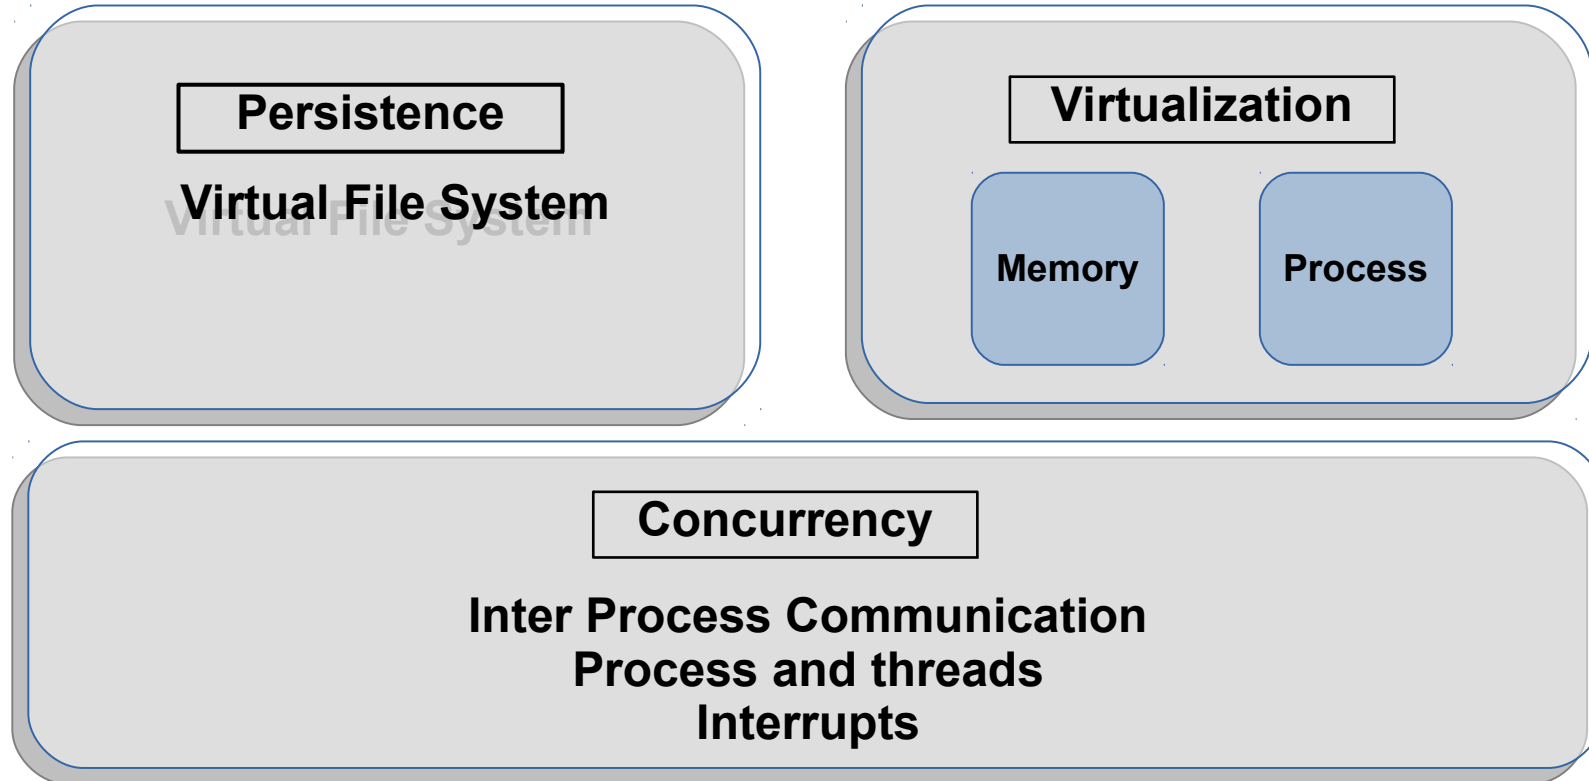 Persistence
Virtual File System
Virtualization
Memory
Process
Concurrency
Inter Process Communication
Process and threads
Interrupts